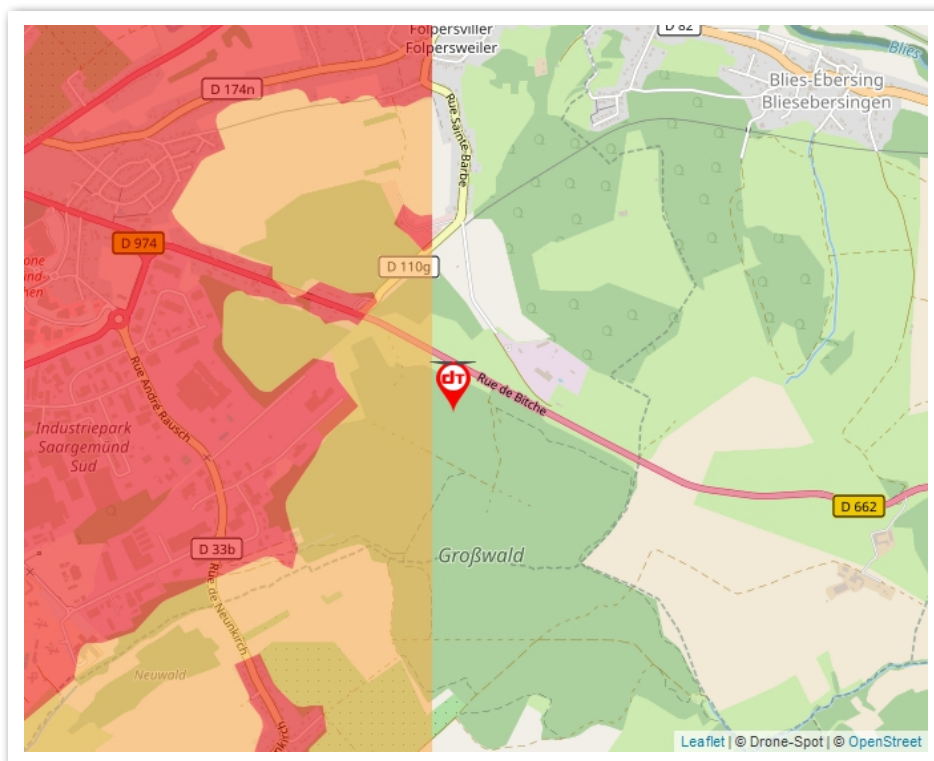 Folpersviller
Folpersweiler
D 82
Blies
D 174n
Blies-Ébersing
Bliesebersingen
Rue Sainte Barbe
D 974
D 110g
dT
Rue de Bitche
Rue André Rausch
Industriepark
Saargemünd
Sud
D 662
D 33b
Großwald
Rue de Neunkirch
Neuwald
Leaflet | © Drone-Spot | © OpenStreet